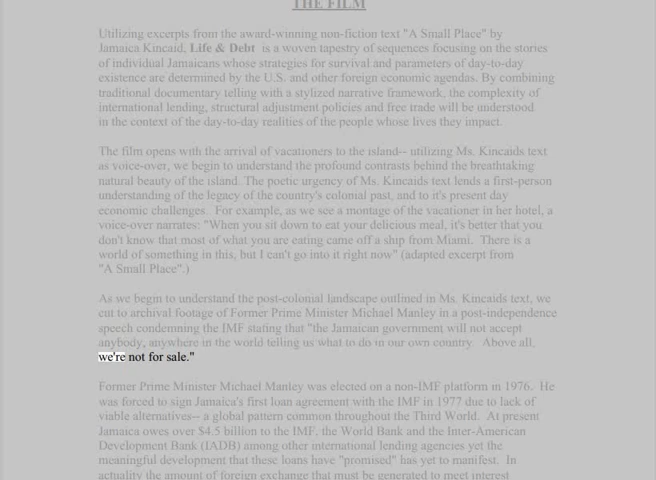 THE FILM
Utilizing excerpts from the award-winning non-fiction text "A Small Place" by
Jamaica Kincaid, Life & Debt is a woven tapestry of sequences focusing on the stories
of individual Jamaicans whose strategies for survival and parameters of day-to-day
existence are determined by the U.S. and other foreign economic agendas. By combining
traditional documentary telling with a stylized narrative framework, the complexity of
international lending, structural adjustment policies and free trade will be understood
in the context of the day-to-day realities of the people whose lives they impact.
The film opens with the arrival of vacationers to the island-- utilizing Ms. Kincaids text
as voice-over, we begin to understand the profound contrasts behind the breathtaking
natural beauty of the island. The poetic urgency of Ms. Kincaids text lends a first-person
understanding of the legacy of the country's colonial past, and to it's present day
economic challenges. For example, as we see a montage of the vacationer in her hotel, a
voice-over narrates: "When you sit down to eat your delicious meal, it's better that you
don't know that most of what you are eating came off a ship from Miami. There is a
world of something in this, but I can't go into it right now" (adapted excerpt from
"A Small Place".)
As we begin to understand the post-colonial landscape outlined in Ms. Kincaids text, we
cut to archival footage of Former Prime Minister Michael Manley in a post-independence
speech condemning the IMF stating that "the Jamaican government will not accept
anybody, anywhere in the world telling us what to do in our own country. Above all,
we're not for sale."
Former Prime Minister Michael Manley was elected on a non-IMF platform in 1976. He
was forced to sign Jamaica's first loan agreement with the IMF in 1977 due to lack of
viable alternatives-- a global pattern common throughout the Third World. At present
Jamaica owes over $4.5 billion to the IMF, the World Bank and the Inter-American
Development Bank (IADB) among other international lending agencies yet the
meaningful development that these loans have "promised" has yet to manifest. In
actuality the amount of foreign exchange that must be generated to meet interest